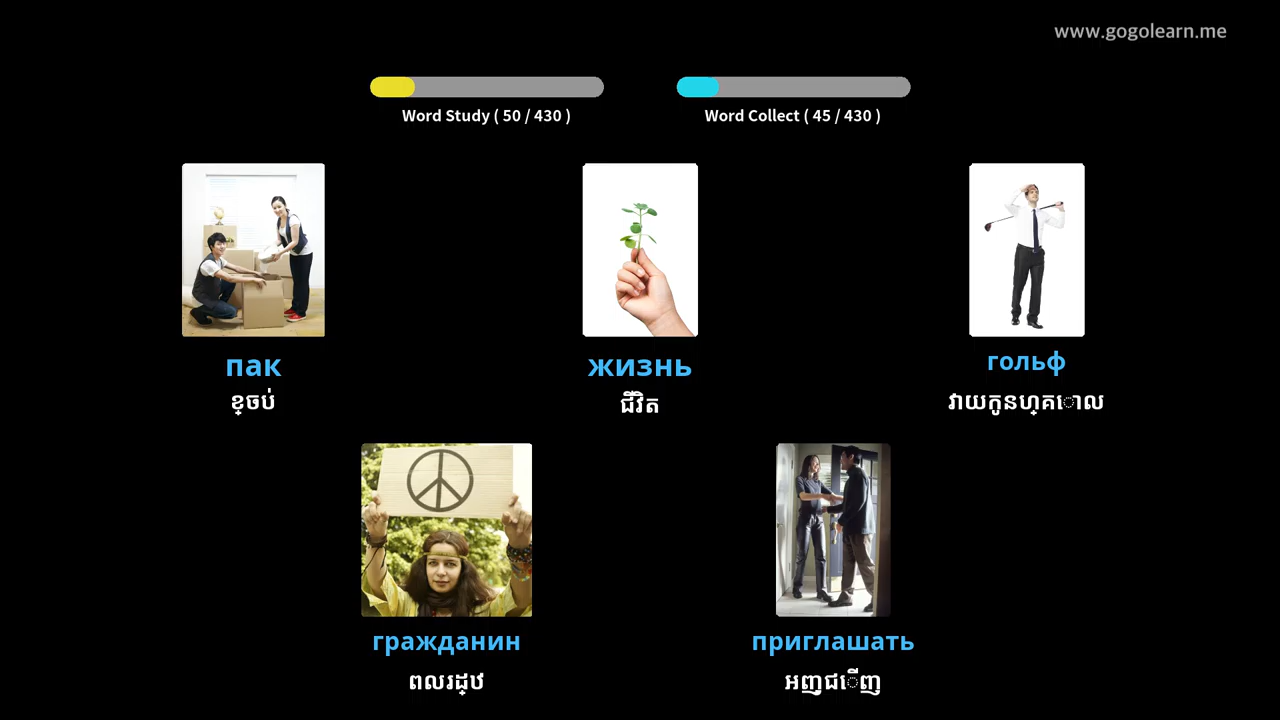 www.gogolearn.me
Word Study ( 50 / 430 )
Word Collect ( 45 / 430 )
пак
жизнь
гольф
ខ្ចប់
ជីវិត
វាយកូនហ្គោល
гражданин
приглашать
ពលរដ្ឋ
អញ្ជើញ